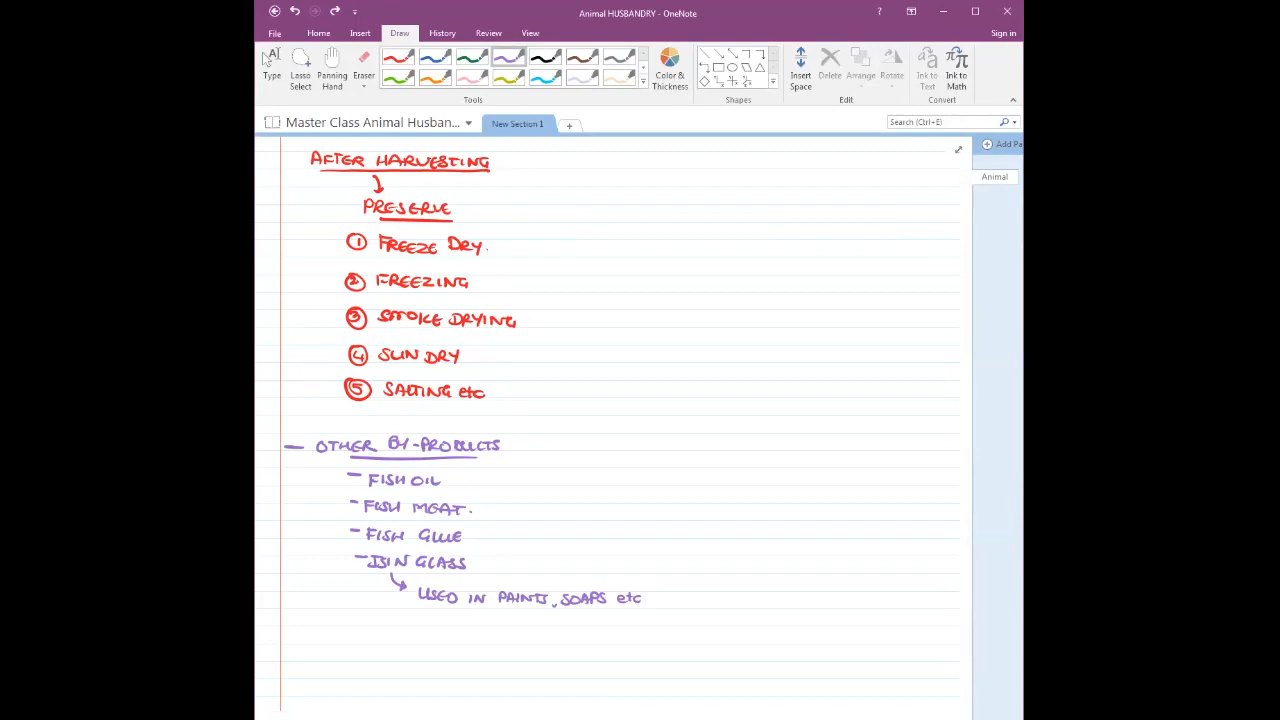 Animal HUSBANDRY - OneNote
File Home Insert Draw History Review View Sign in
Type
Lasso Select
Panning Hand
Eraser
Color & Thickness
Insert Space
Delete
Arrange
Rotate
Ink to Text
Ink to Math
Tools Shapes Edit Convert
Master Class Animal Husban... New Section 1 Search (Ctrl+E)
Add Pa
Animal
AFTER HARVESTING
PRESERVE
1 FREEZE DRY.
2 FREEZING
3 SMOKE DRYING
4 SUN DRY
5 SALTING etc
- OTHER BY-PRODUCTS
- FISH OIL
- FISH MEAT.
- FISH GLUE
- ISIN GLASS
USED IN PAINTS, SOAPS etc